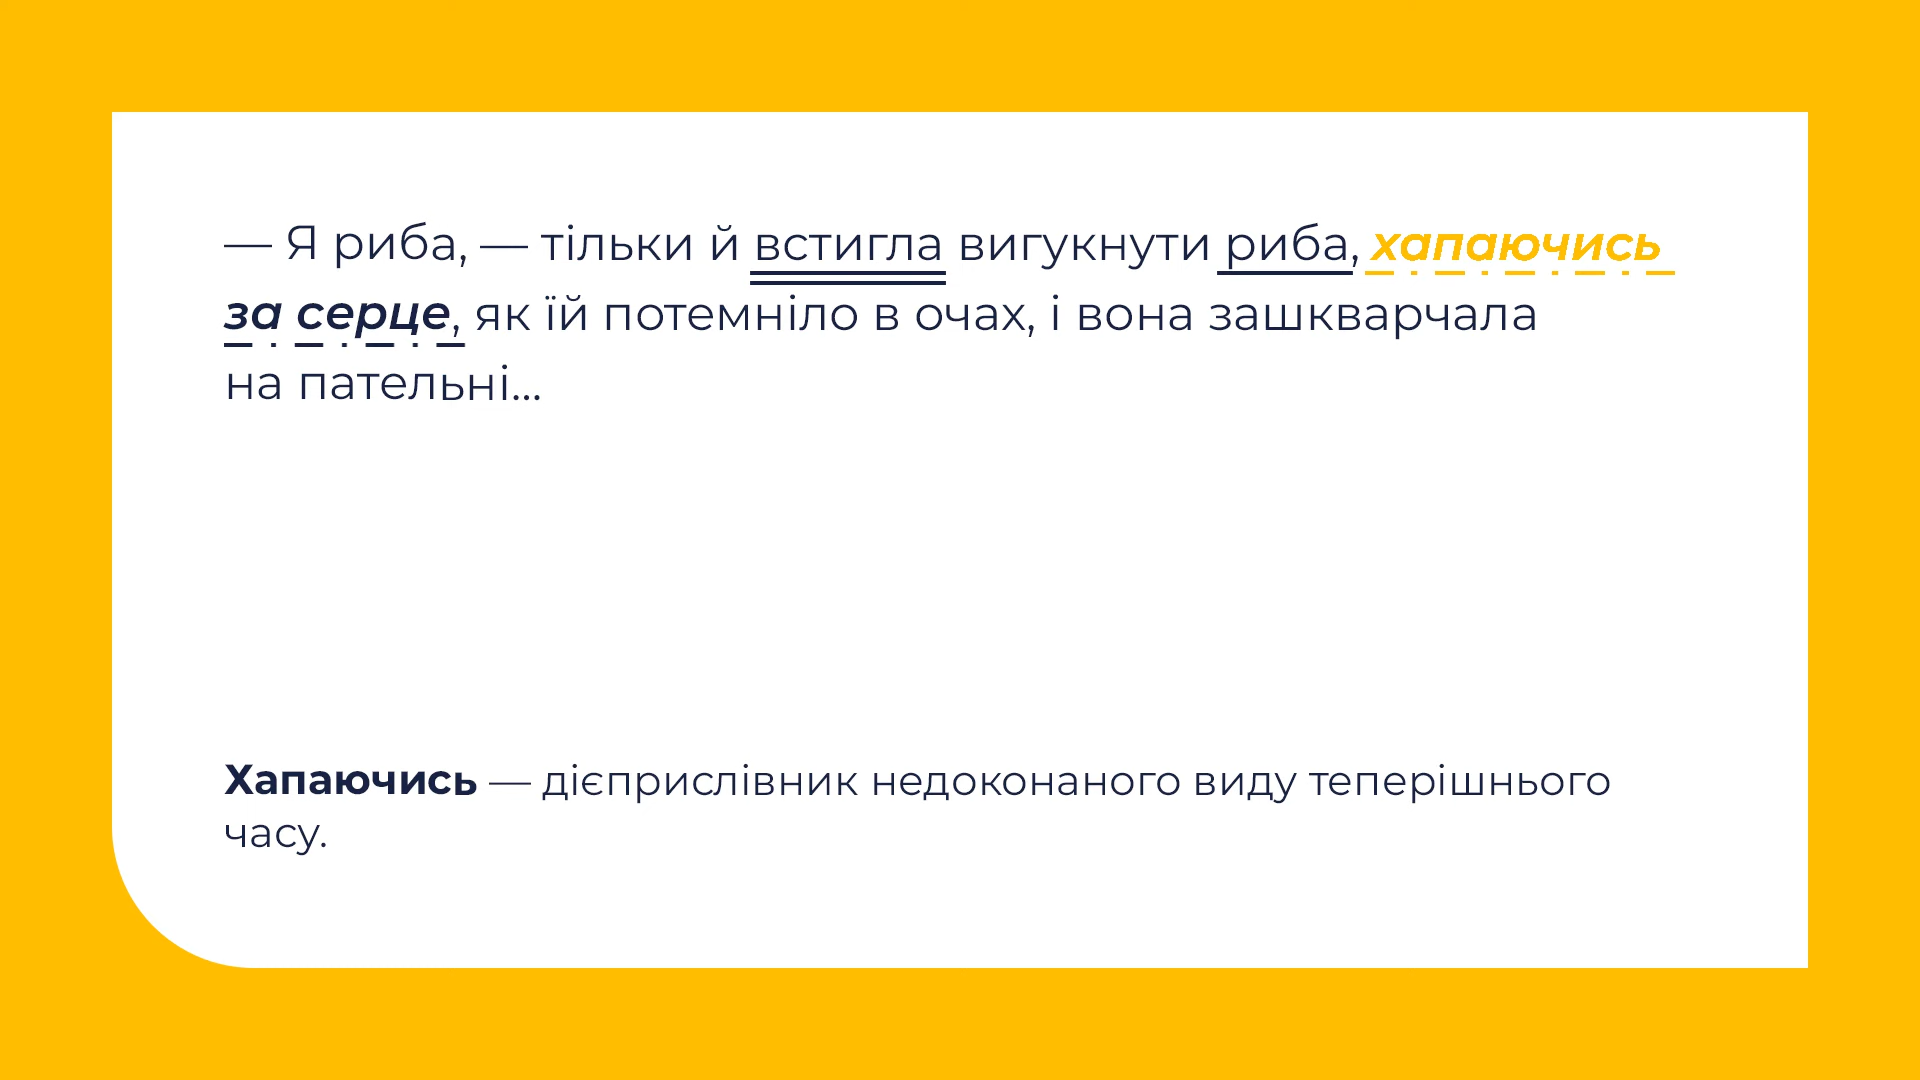 — Я риба, — тільки й встигла вигукнути риба, хапаючись
за серце, як їй потемніло в очах, і вона зашкварчала
на пательні...
Хапаючись — дієприслівник недоконаного виду теперішнього
часу.